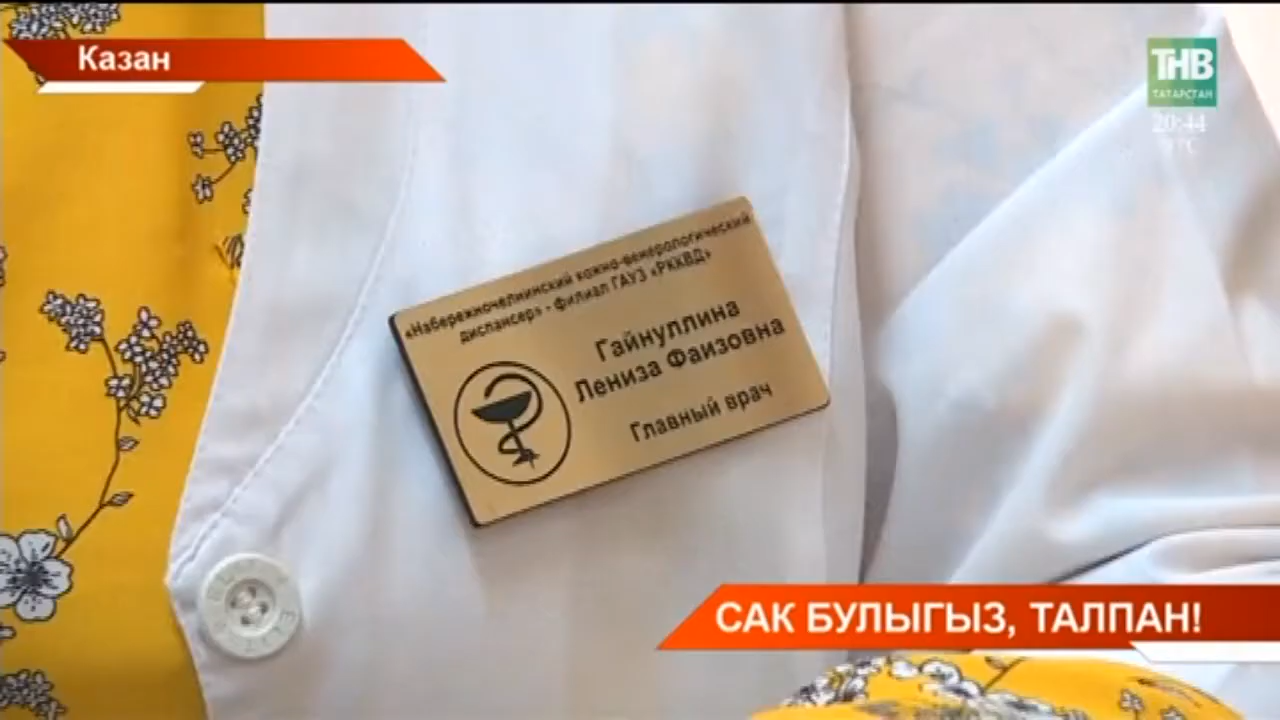 Казан
ТНВ
ТАТАРСТАН
20:44
«Набережночелнинский кожно-венерологический
диспансер» - филиал ГАУЗ «РККВД»
Гайнуллина
Лениза Фаизовна
Главный врач
САК БУЛЫГЫЗ, ТАЛПАН!